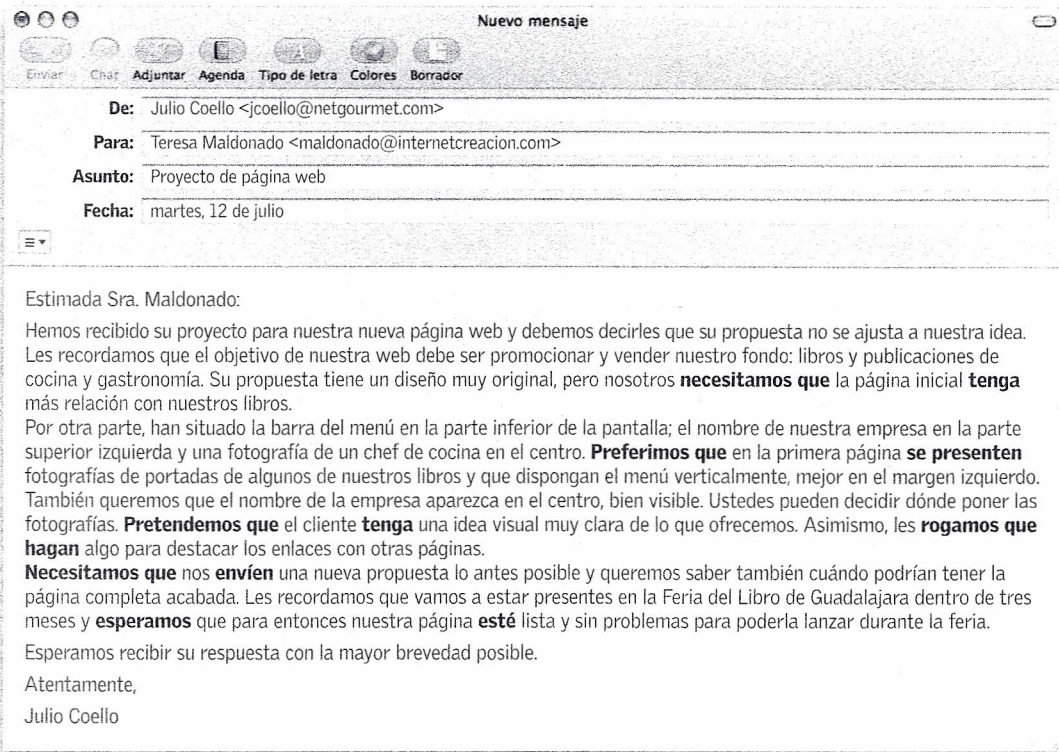 Nuevo mensaje
Enviar Chat Adjuntar Agenda Tipo de letra Colores Borrador
De: Julio Coello <jcoello@netgourmet.com>
Para: Teresa Maldonado <maldonado@internetcreacion.com>
Asunto: Proyecto de página web
Fecha: martes, 12 de julio
Estimada Sra. Maldonado:
Hemos recibido su proyecto para nuestra nueva página web y debemos decirles que su propuesta no se ajusta a nuestra idea.
Les recordamos que el objetivo de nuestra web debe ser promocionar y vender nuestro fondo: libros y publicaciones de
cocina y gastronomía. Su propuesta tiene un diseño muy original, pero nosotros necesitamos que la página inicial tenga
más relación con nuestros libros.
Por otra parte, han situado la barra del menú en la parte inferior de la pantalla; el nombre de nuestra empresa en la parte
superior izquierda y una fotografía de un chef de cocina en el centro. Preferimos que en la primera página se presenten
fotografías de portadas de algunos de nuestros libros y que dispongan el menú verticalmente, mejor en el margen izquierdo.
También queremos que el nombre de la empresa aparezca en el centro, bien visible. Ustedes pueden decidir dónde poner las
fotografías. Pretendemos que el cliente tenga una idea visual muy clara de lo que ofrecemos. Asimismo, les rogamos que
hagan algo para destacar los enlaces con otras páginas.
Necesitamos que nos envíen una nueva propuesta lo antes posible y queremos saber también cuándo podrían tener la
página completa acabada. Les recordamos que vamos a estar presentes en la Feria del Libro de Guadalajara dentro de tres
meses y esperamos que para entonces nuestra página esté lista y sin problemas para poderla lanzar durante la feria.
Esperamos recibir su respuesta con la mayor brevedad posible.
Atentamente,
Julio Coello